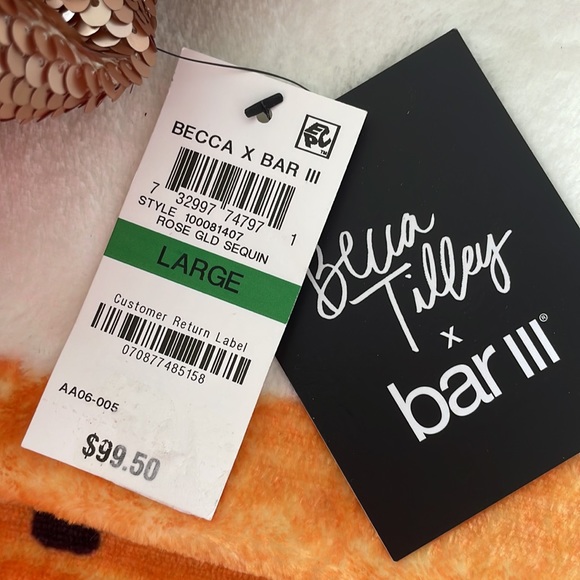 BECCA X BAR III
7 32997 74797 1
STYLE 100081407
ROSE GLD SEQUIN
LARGE
Customer Return Label
070877485158
AA06-005
$99.50
Becca
Tilley
x
bar III®